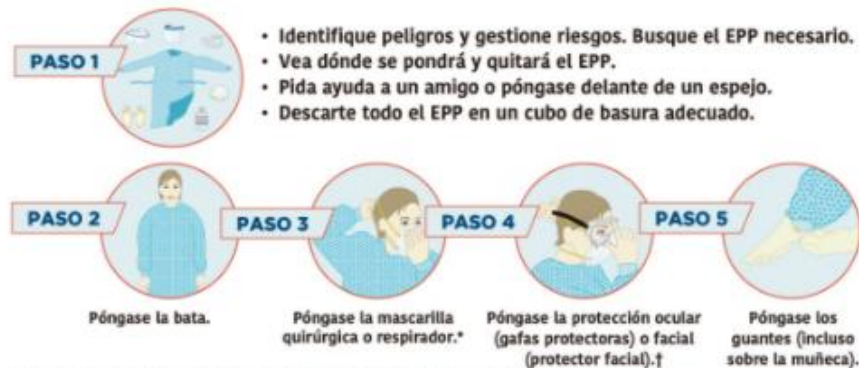 PASO 1
• Identifique peligros y gestione riesgos. Busque el EPP necesario.
• Vea dónde se pondrá y quitará el EPP.
• Pida ayuda a un amigo o póngase delante de un espejo.
• Descarte todo el EPP en un cubo de basura adecuado.
PASO 2
Póngase la bata.
PASO 3
Póngase la mascarilla
quirúrgica o respirador.*
PASO 4
Póngase la protección ocular
(gafas protectoras) o facial
(protector facial).†
PASO 5
Póngase los
guantes (incluso
sobre la muñeca).